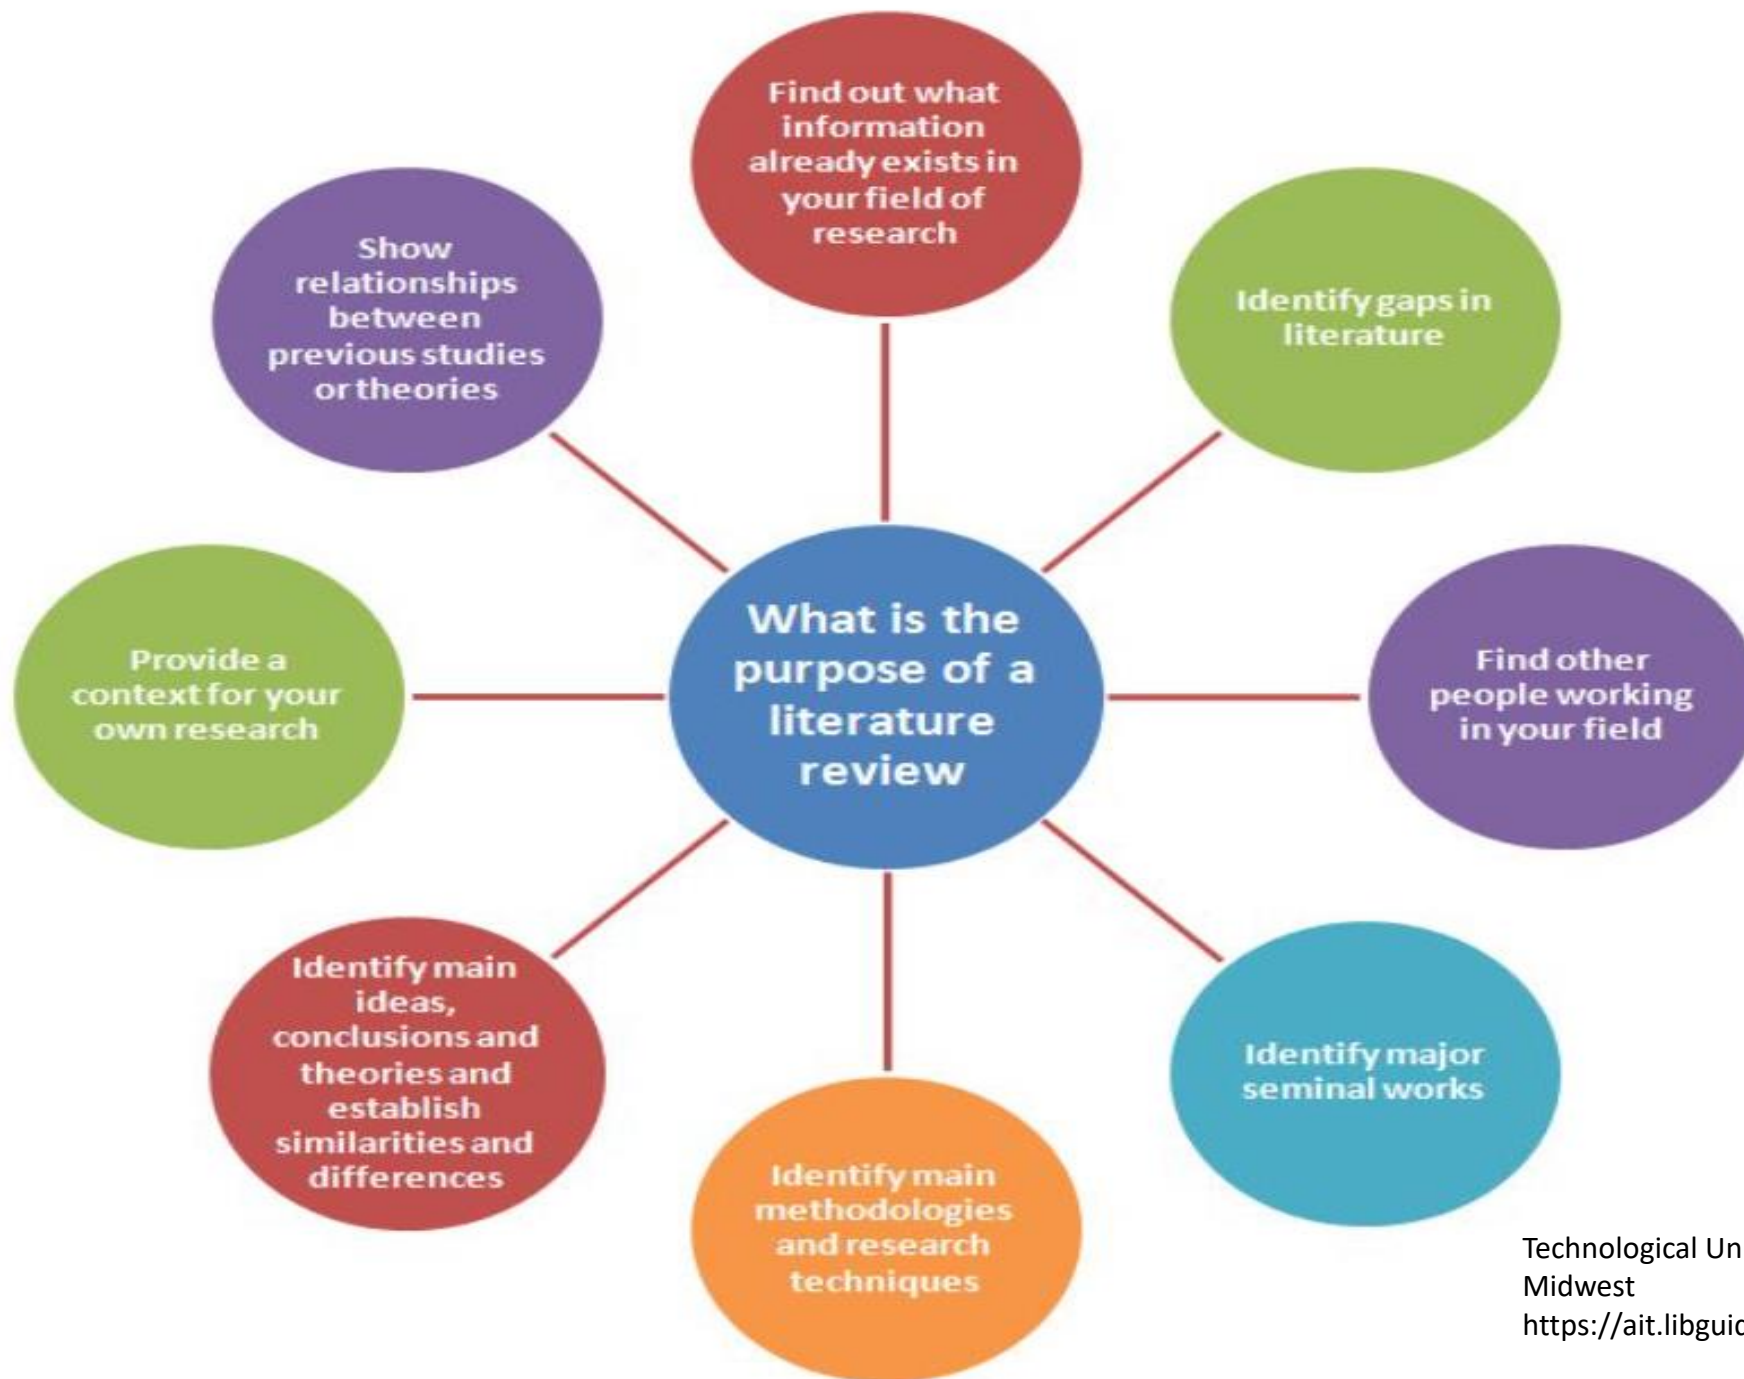 Find out what
information
already exists in
your field of
research
Identify gaps in
literature
Find other
people working
in your field
Identify major
seminal works
Identify main
methodologies
and research
techniques
Identify main
ideas,
conclusions and
theories and
establish
similarities and
differences
Provide a
context for your
own research
Show
relationships
between
previous studies
or theories
What is the
purpose of a
literature
review
Technological Un
Midwest
https://ait.libguid